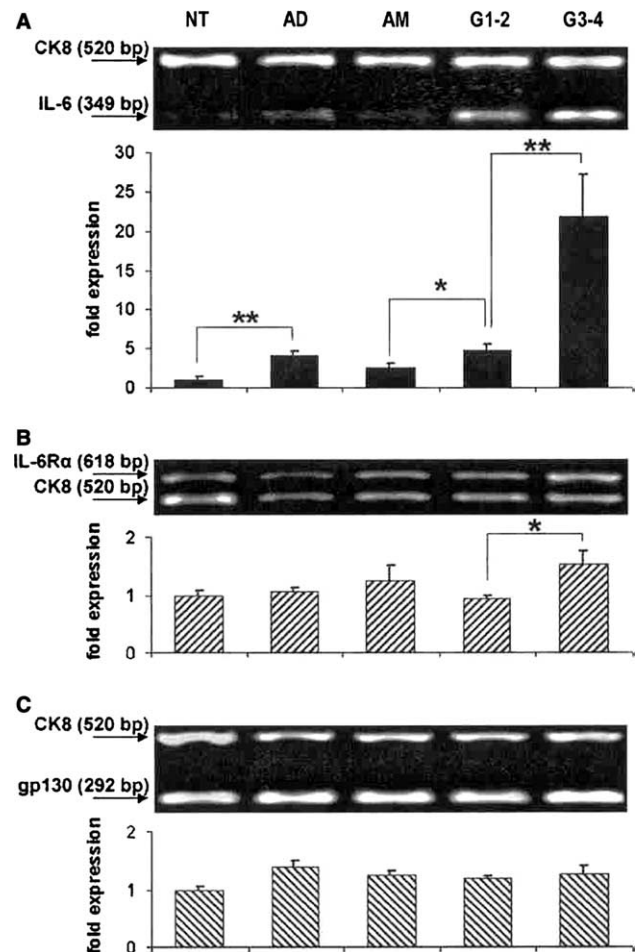 A NT AD AM G1-2 G3-4
CK8 (520 bp)
IL-6 (349 bp)
30
25
20
15
10
5
0
fold expression
**
*
**
B
IL-6Rα (618 bp)
CK8 (520 bp)
2
1
0
fold expression
*
C
CK8 (520 bp)
gp130 (292 bp)
2
1
0
fold expression